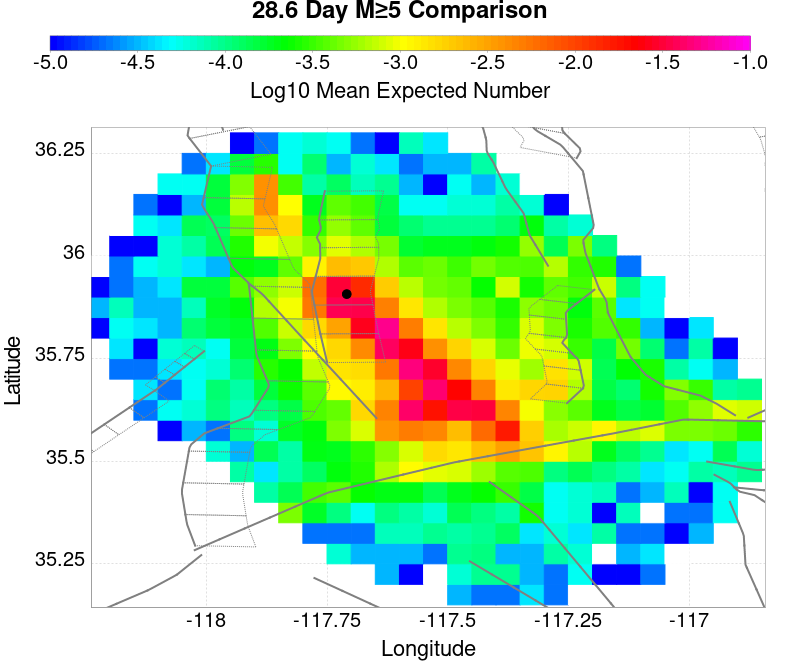 28.6 Day M≥5 Comparison
-5.0 -4.5 -4.0 -3.5 -3.0 -2.5 -2.0 -1.5 -1.0
Log10 Mean Expected Number
36.25
36
35.75
35.5
35.25
Latitude
-118 -117.75 -117.5 -117.25 -117
Longitude